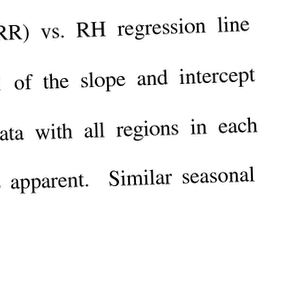 RR) vs. RH regression line
of the slope and intercept
ata with all regions in each
apparent. Similar seasonal